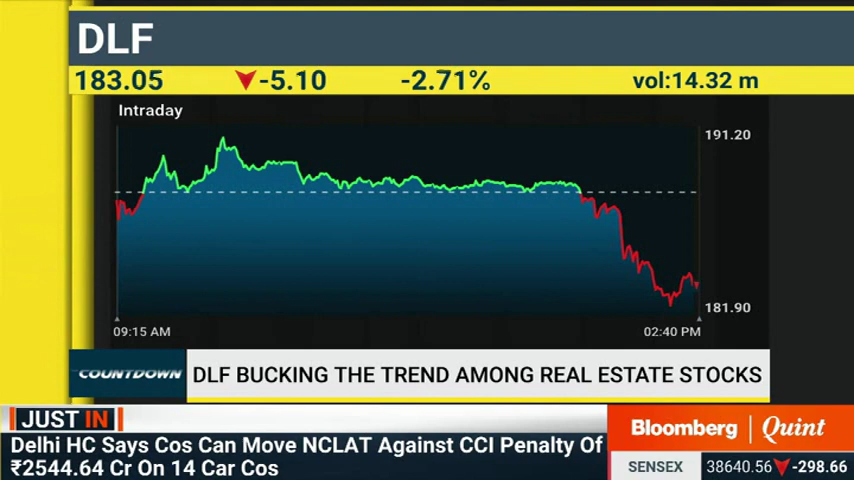 DLF
183.05 -5.10 -2.71% vol:14.32 m
Intraday
191.20
181.90
09:15 AM 02:40 PM
COUNTDOWN DLF BUCKING THE TREND AMONG REAL ESTATE STOCKS
JUST IN
Delhi HC Says Cos Can Move NCLAT Against CCI Penalty Of
₹2544.64 Cr On 14 Car Cos
Bloomberg | Quint
SENSEX 38640.56 -298.66